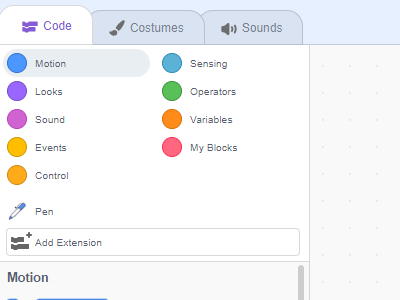 Code Costumes Sounds
Motion Sensing
Looks Operators
Sound Variables
Events My Blocks
Control
Pen
Add Extension
Motion